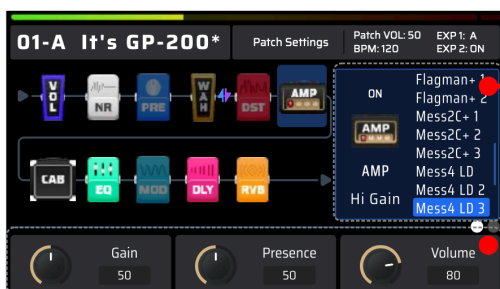 01-A It's GP-200*
Patch Settings
Patch VOL: 50 EXP 1: A
BPM: 120 EXP 2: ON
VOL
NR
PRE
WAH
DST
AMP
CAB
EQ
MOD
DLY
RVB
ON
AMP
AMP
Hi Gain
Flagman+ 1
Flagman+ 2
Mess2C+ 1
Mess2C+ 2
Mess2C+ 3
Mess4 LD
Mess4 LD 2
Mess4 LD 3
Gain
50
Presence
50
Volume
80